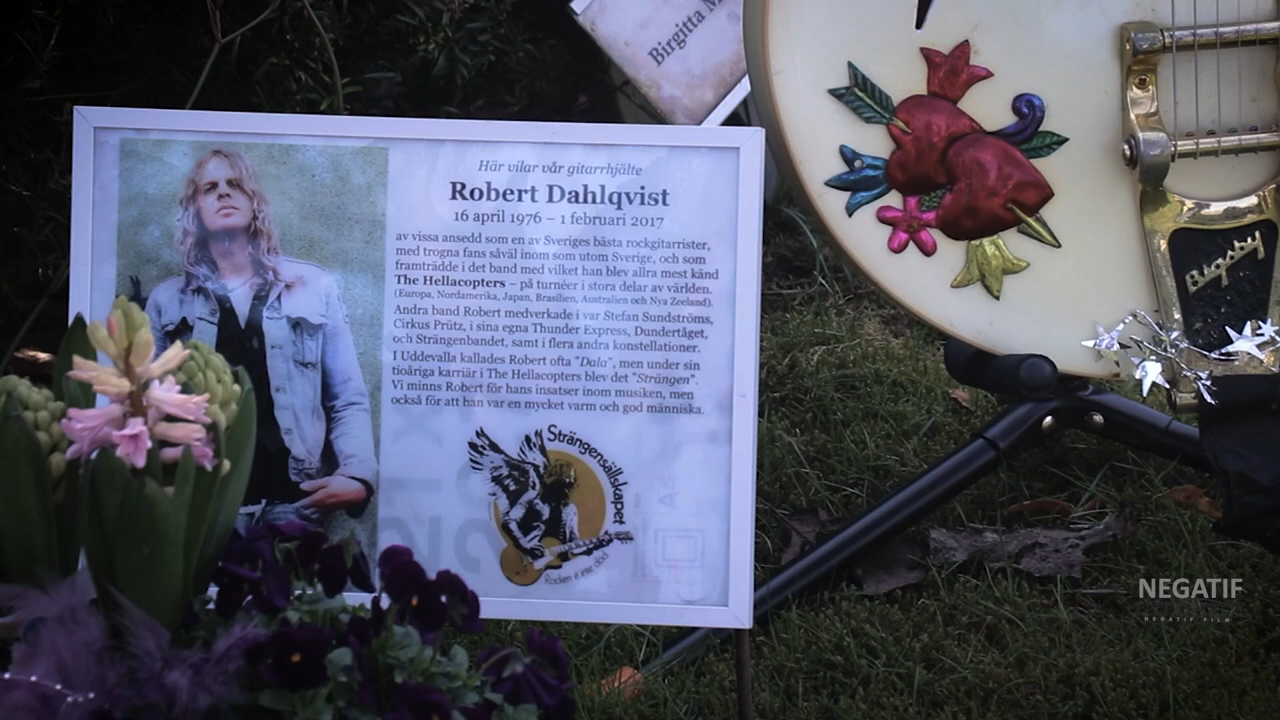 Birgitta M
Här vilar vår gitarrhjälte
Robert Dahlqvist
16 april 1976 – 1 februari 2017
av vissa ansedd som en av Sveriges bästa rockgitarrister,
med trogna fans såväl inom som utom Sverige, och som
framträdde i det band med vilket han blev allra mest känd
The Hellacopters – på turnéer i stora delar av världen.
(Europa, Nordamerika, Japan, Brasilien, Australien och Nya Zeeland).
Andra band Robert medverkade i var Stefan Sundströms,
Cirkus Prütz, i sina egna Thunder Express, Dundertåget,
och Strängenbandet, samt i flera andra konstellationer.
I Uddevalla kallades Robert ofta "Dala", men under sin
tioåriga karriär i The Hellacopters blev det "Strängen".
Vi minns Robert för hans insatser inom musiken, men
också för att han var en mycket varm och god människa.
Strängensällskapet
Rocken é inte död
Bigsby
NEGATIF
NEGATIF FILM